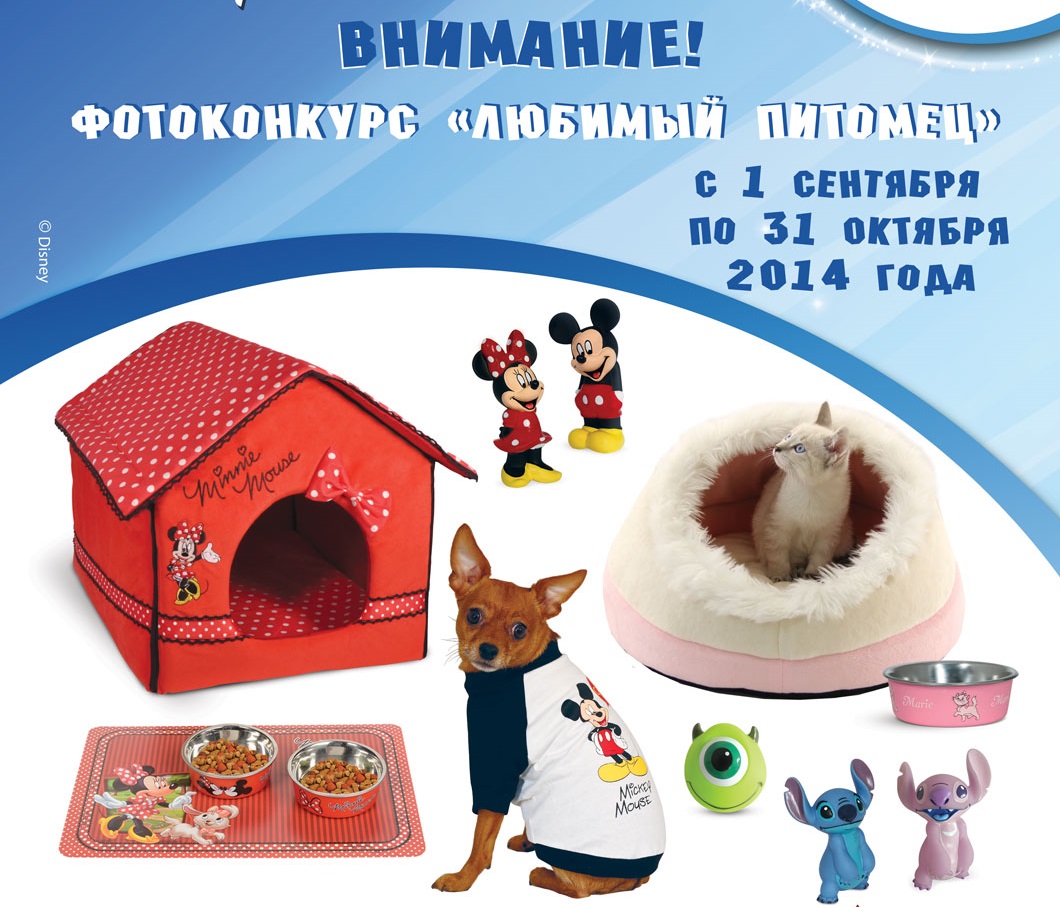 ВНИМАНИЕ!
ФОТОКОНКУРС «ЛЮБИМЫЙ ПИТОМЕЦ»
С 1 СЕНТЯБРЯ
ПО 31 ОКТЯБРЯ
2014 ГОДА
© Disney
Minnie
Mouse
Marie
Mickey
Mouse